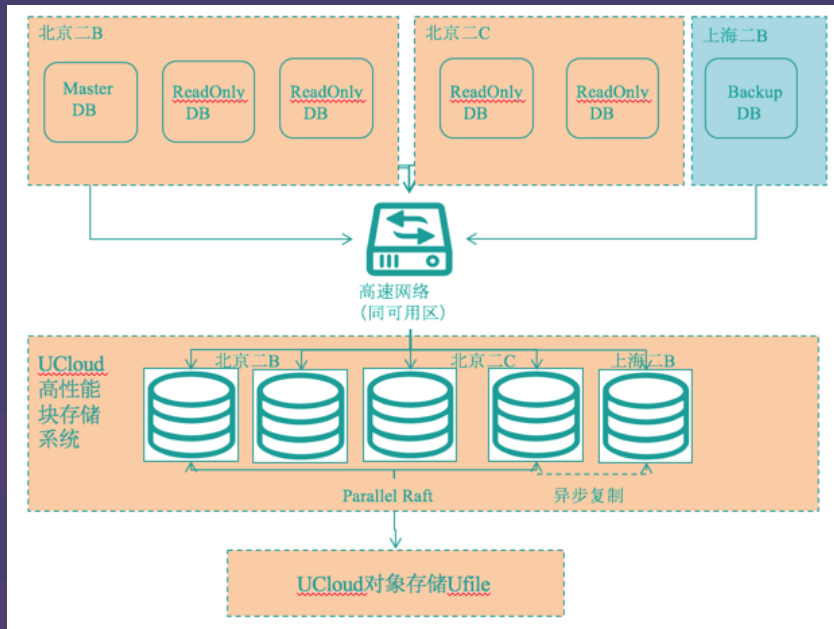 北京二B
北京二C
上海二B
Master
DB
ReadOnly
DB
ReadOnly
DB
ReadOnly
DB
ReadOnly
DB
Backup
DB
高速网络
(同可用区)
UCloud
高性能
块存储
系统
北京二B
北京二C
上海二B
Parallel Raft
异步复制
UCloud对象存储Ufile